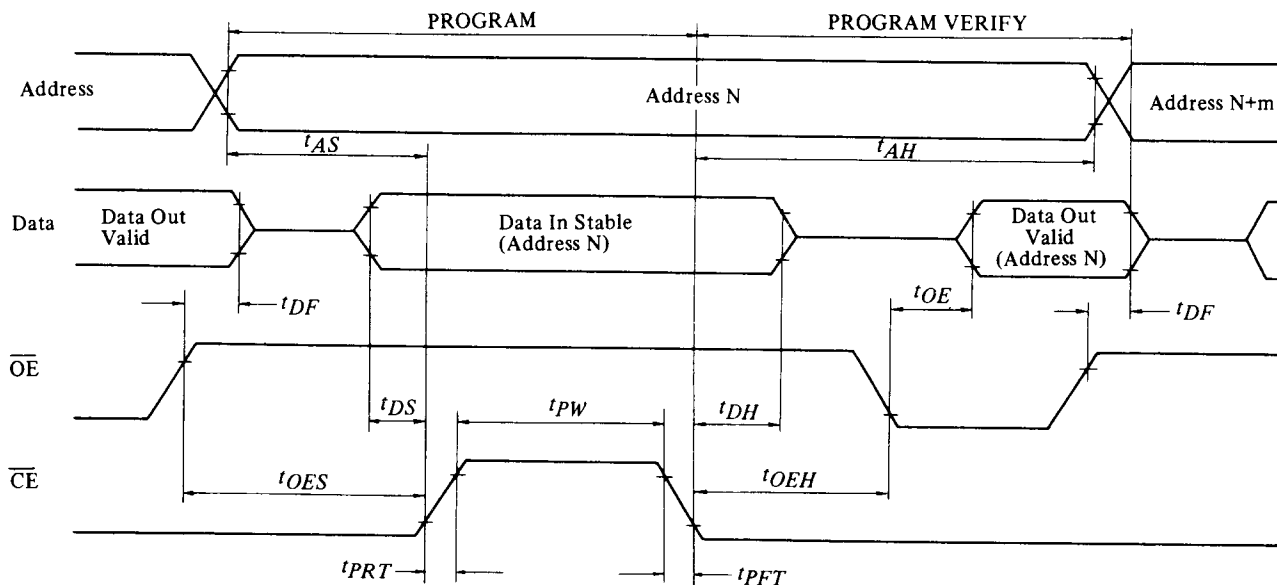 PROGRAM
PROGRAM VERIFY
Address
Address N
Address N+m
tAS
tAH
Data
Data Out
Valid
Data In Stable
(Address N)
Data Out
Valid
(Address N)
tDF
tOE
tDF
OE
tDS
tPW
tDH
CE
tOES
tOEH
tPRT
tPFT